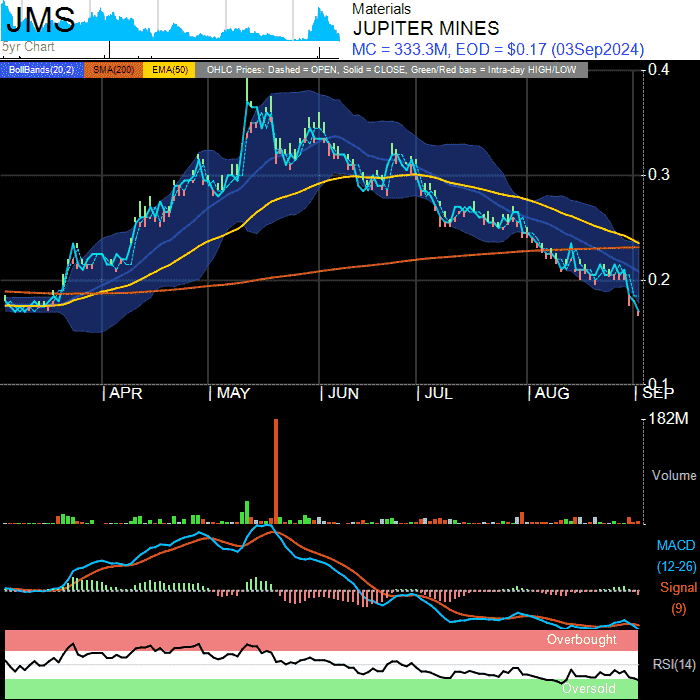 JMS
5yr Chart
Materials
JUPITER MINES
MC = 333.3M, EOD = $0.17 (03Sep2024)
BollBands(20,2) SMA(200) EMA(50) OHLC Prices: Dashed = OPEN, Solid = CLOSE, Green/Red bars = Intra-day HIGH/LOW
0.4
0.3
0.2
0.1
APR MAY JUN JUL AUG SEP
182M
Volume
MACD
(12-26)
Signal
(9)
Overbought
RSI(14)
Oversold